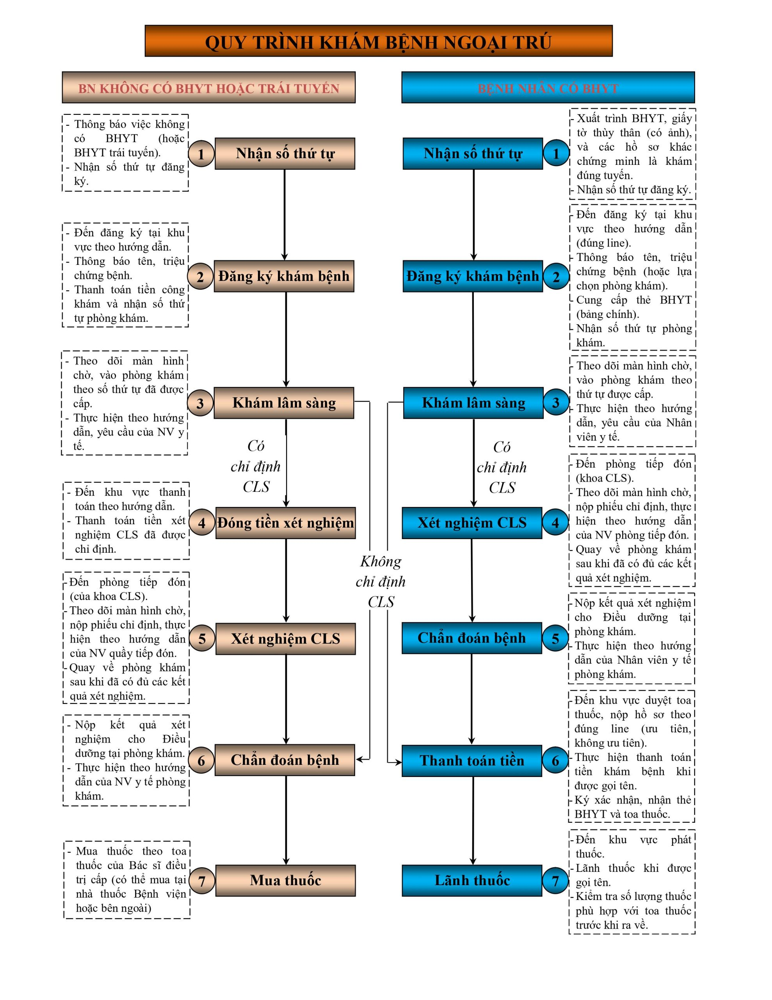 QUY TRÌNH KHÁM BỆNH NGOẠI TRÚ
BN KHÔNG CÓ BHYT HOẶC TRÁI TUYẾN
- Thông báo việc không
có BHYT (hoặc
BHYT trái tuyến).
- Nhận số thứ tự đăng
ký.
1
Nhận số thứ tự
- Đến đăng ký tại khu
vực theo hướng dẫn.
- Thông báo tên, triệu
chứng bệnh.
- Thanh toán tiền công
khám và nhận số thứ
tự phòng khám.
2
Đăng ký khám bệnh
- Theo dõi màn hình
chờ, vào phòng khám
theo số thứ tự đã được
cấp.
- Thực hiện theo hướng
dẫn, yêu cầu của NV y
tế.
3
Khám lâm sàng
Có
chỉ định
CLS
- Đến khu vực thanh
toán theo hướng dẫn.
- Thanh toán tiền xét
nghiệm CLS đã được
chỉ định.
4
Đóng tiền xét nghiệm
- Đến phòng tiếp đón
(của khoa CLS).
- Theo dõi màn hình chờ,
nộp phiếu chỉ định, thực
hiện theo hướng dẫn
của NV quầy tiếp đón.
- Quay về phòng khám
sau khi đã có đủ các kết
quả xét nghiệm.
5
Xét nghiệm CLS
- Nộp kết quả xét
nghiệm cho Điều
dưỡng tại phòng khám.
- Thực hiện theo hướng
dẫn của NV y tế phòng
khám.
6
Chẩn đoán bệnh
- Mua thuốc theo toa
thuốc của Bác sĩ điều
trị cấp (có thể mua tại
nhà thuốc Bệnh viện
hoặc bên ngoài)
7
Mua thuốc
Không
chỉ định
CLS
BỆNH NHÂN CÓ BHYT
Nhận số thứ tự
1
- Xuất trình BHYT, giấy
tờ thùy thân (có ảnh),
và các hồ sơ khác
chứng minh là khám
đúng tuyến.
- Nhận số thứ tự đăng ký.
Đăng ký khám bệnh
2
- Đến đăng ký tại khu
vực theo hướng dẫn
(đúng line).
- Thông báo tên, triệu
chứng bệnh (hoặc lựa
chọn phòng khám).
- Cung cấp thẻ BHYT
(bảng chính).
- Nhận số thứ tự phòng
khám.
Khám lâm sàng
3
- Theo dõi màn hình chờ,
vào phòng khám theo
thứ tự được cấp.
- Thực hiện theo hướng
dẫn, yêu cầu của Nhân
viên y tế.
Có
chỉ định
CLS
Xét nghiệm CLS
4
- Đến phòng tiếp đón
(khoa CLS).
- Theo dõi màn hình chờ,
nộp phiếu chỉ định, thực
hiện theo hướng dẫn
của NV phòng tiếp đón.
- Quay về phòng khám
sau khi đã có đủ các kết
quả xét nghiệm.
Chẩn đoán bệnh
5
- Nộp kết quả xét nghiệm
cho Điều dưỡng tại
phòng khám.
- Thực hiện theo hướng
dẫn của Nhân viên y tế
phòng khám.
Thanh toán tiền
6
- Đến khu vực duyệt toa
thuốc, nộp hồ sơ theo
đúng line (ưu tiên,
không ưu tiên).
- Thực hiện thanh toán
tiền khám bệnh khi
được gọi tên.
- Ký xác nhận, nhận thẻ
BHYT và toa thuốc.
Lãnh thuốc
7
- Đến khu vực phát
thuốc.
- Lãnh thuốc khi được
gọi tên.
- Kiểm tra số lượng thuốc
phù hợp với toa thuốc
trước khi ra về.